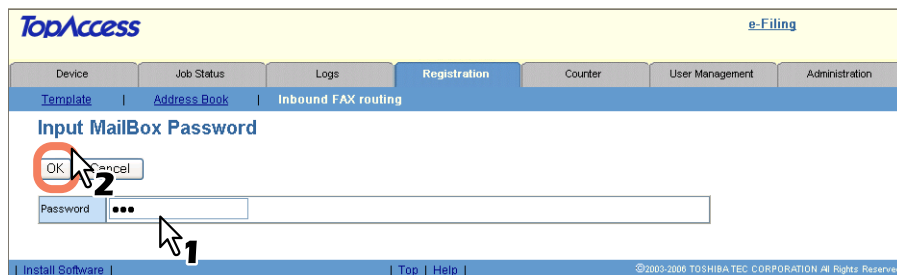 TopAccess
e-Filing
Device Job Status Logs Registration Counter User Management Administration
Template | Address Book | Inbound FAX routing
Input MailBox Password
OK Cancel
2
Password •••
1
| Install Software | | Top | Help | ©2003-2006 TOSHIBA TEC CORPORATION All Rights Reserve